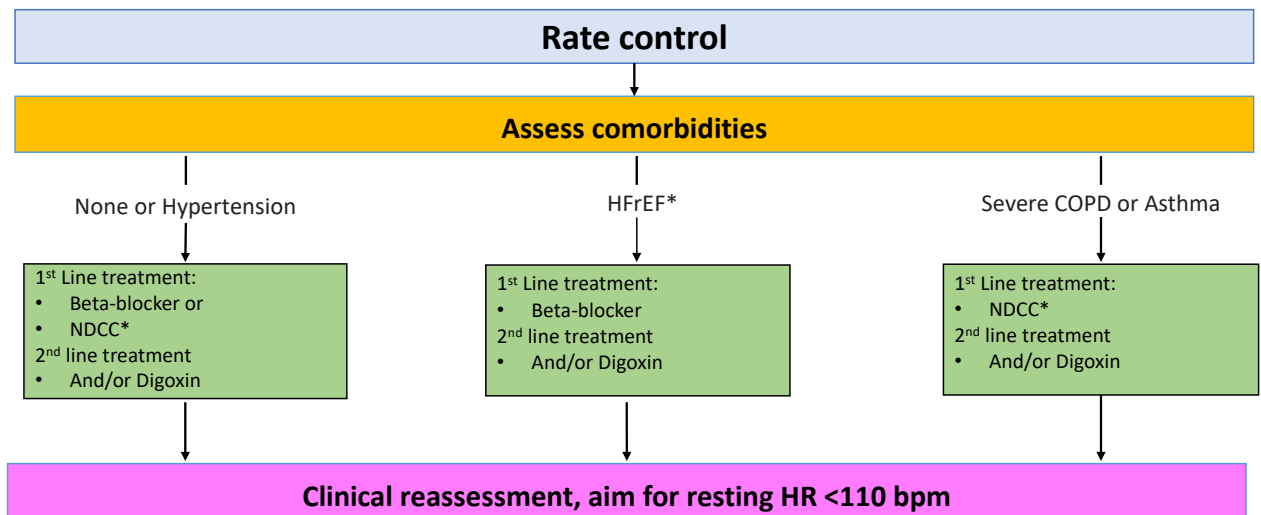 Rate control
Assess comorbidities
None or Hypertension
HFrEF*
Severe COPD or Asthma
1st Line treatment:
• Beta-blocker or
• NDCC*
2nd line treatment
• And/or Digoxin
1st Line treatment:
• Beta-blocker
2nd line treatment
• And/or Digoxin
1st Line treatment:
• NDCC*
2nd line treatment
• And/or Digoxin
Clinical reassessment, aim for resting HR <110 bpm